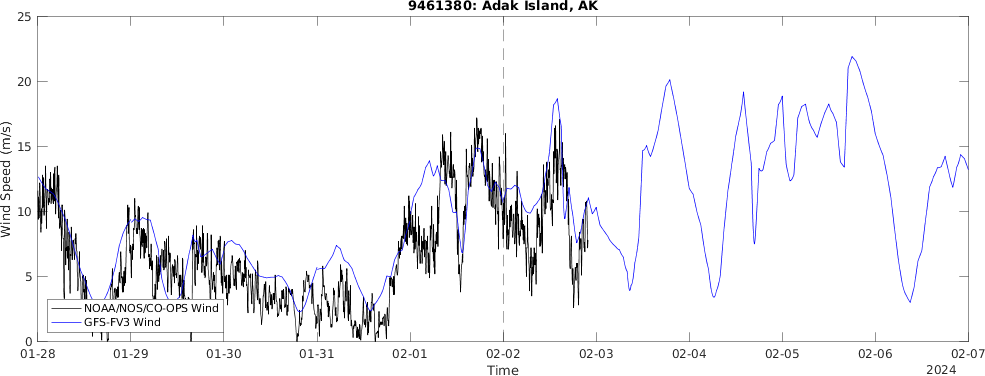 9461380: Adak Island, AK
25
20
15
10
5
0
Wind Speed (m/s)
NOAA/NOS/CO-OPS Wind
GFS-FV3 Wind
01-28 01-29 01-30 01-31 02-01 02-02 02-03 02-04 02-05 02-06 02-07
Time
2024